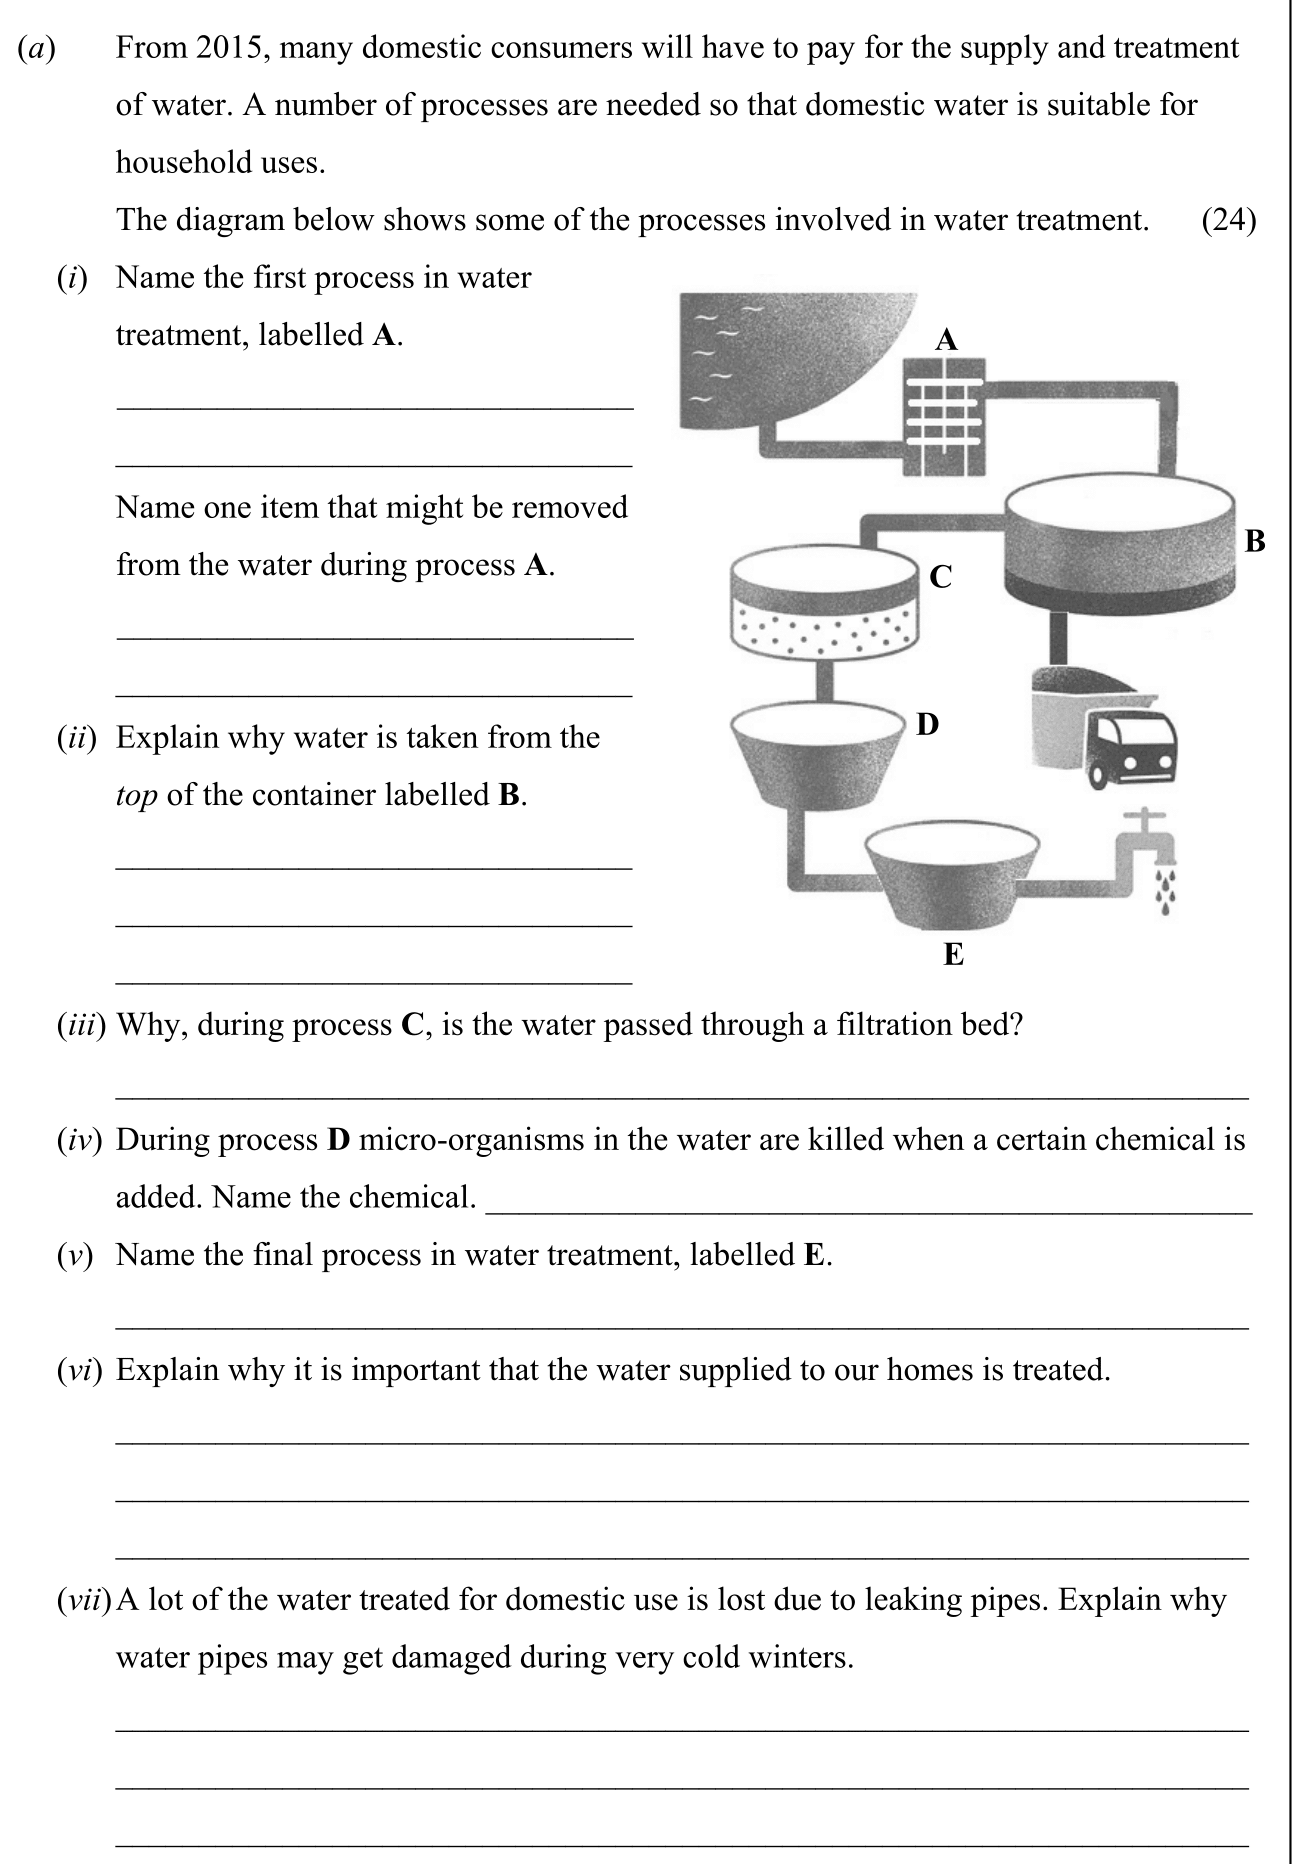 (a) From 2015, many domestic consumers will have to pay for the supply and treatment
of water. A number of processes are needed so that domestic water is suitable for
household uses.
The diagram below shows some of the processes involved in water treatment. (24)
(i) Name the first process in water
treatment, labelled A.
Name one item that might be removed
from the water during process A.
(ii) Explain why water is taken from the
top of the container labelled B.
A
B
C
D
E
(iii) Why, during process C, is the water passed through a filtration bed?
(iv) During process D micro-organisms in the water are killed when a certain chemical is
added. Name the chemical.
(v) Name the final process in water treatment, labelled E.
(vi) Explain why it is important that the water supplied to our homes is treated.
(vii) A lot of the water treated for domestic use is lost due to leaking pipes. Explain why
water pipes may get damaged during very cold winters.